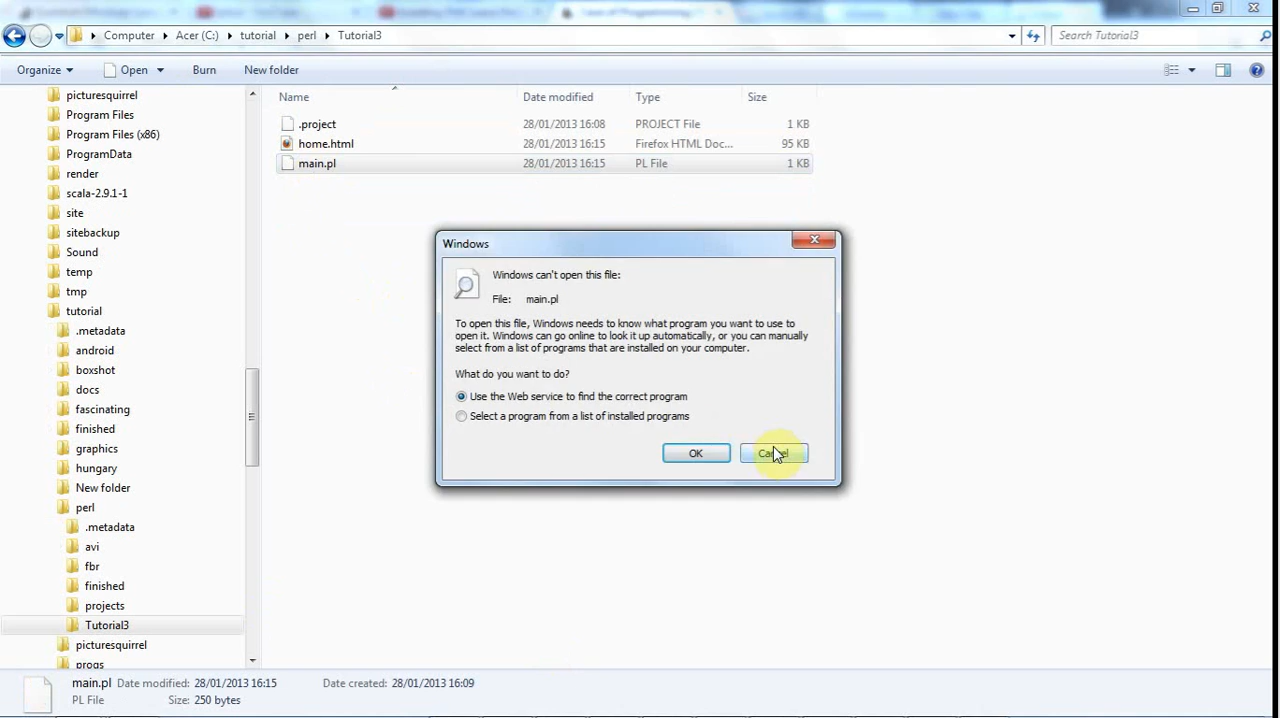 Computer Acer (C:) tutorial perl Tutorial3
Search Tutorial3
Organize Open Burn New folder
Name Date modified Type Size
.project 28/01/2013 16:08 PROJECT File 1 KB
home.html 28/01/2013 16:15 Firefox HTML Doc... 95 KB
main.pl 28/01/2013 16:15 PL File 1 KB
picturesquirrel
Program Files
Program Files (x86)
ProgramData
render
scala-2.9.1-1
site
sitebackup
Sound
temp
tmp
tutorial
.metadata
android
boxshot
docs
fascinating
finished
graphics
hungary
New folder
perl
.metadata
avi
fbr
finished
projects
Tutorial3
picturesquirrel
progs
Windows
Windows can't open this file:
File: main.pl
To open this file, Windows needs to know what program you want to use to
open it. Windows can go online to look it up automatically, or you can manually
select from a list of programs that are installed on your computer.
What do you want to do?
Use the Web service to find the correct program
Select a program from a list of installed programs
OK Cancel
main.pl Date modified: 28/01/2013 16:15 Date created: 28/01/2013 16:09
PL File Size: 250 bytes